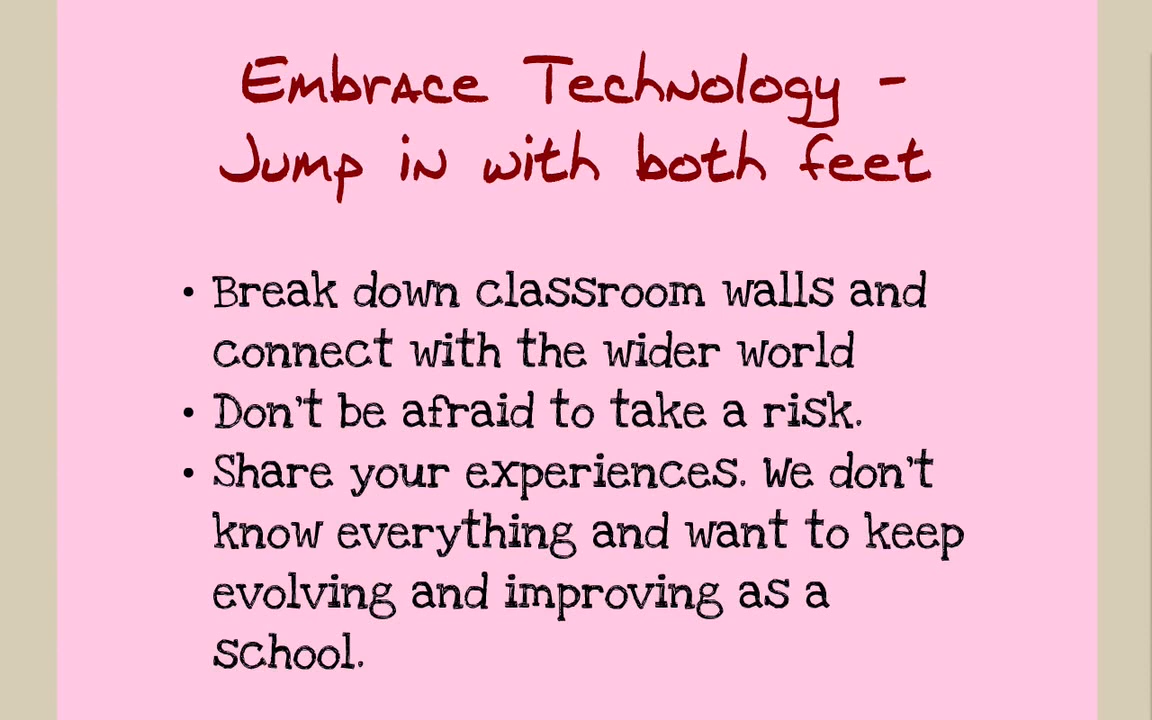 Embrace Technology -
Jump in with both feet
• Break down classroom walls and
connect with the wider world
• Don't be afraid to take a risk.
• Share your experiences. We don't
know everything and want to keep
evolving and improving as a
school.